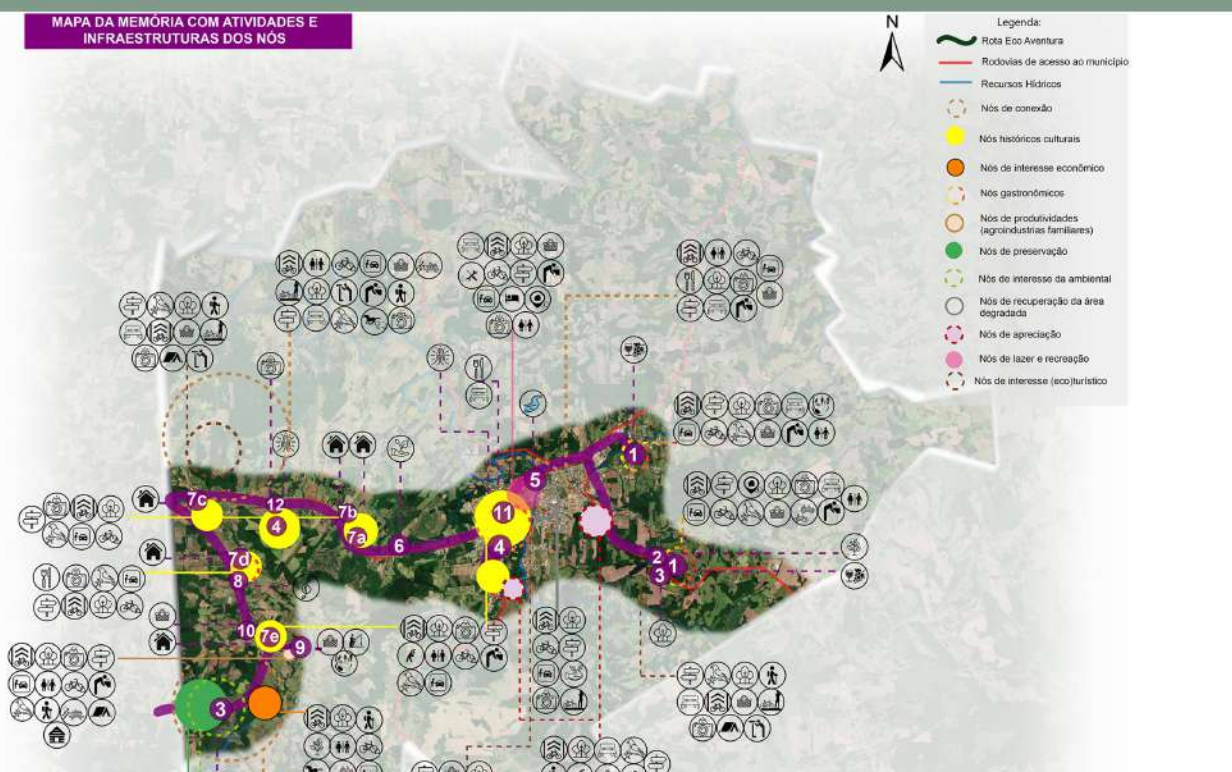 MAPA DA MEMÓRIA COM ATIVIDADES E
INFRAESTRUTURAS DOS NÓS
N
Legenda:
Rota Eco Aventura
Rodovias de acesso ao município
Recursos Hídricos
Nós de conexão
Nós históricos culturais
Nós de interesse econômico
Nós gastronômicos
Nós de produtividades
(agroindustrias familiares)
Nós de preservação
Nós de interesse da ambiental
Nós de recuperação da área
degradada
Nós de apreciação
Nós de lazer e recreação
Nós de interesse (eco)turístico
1
5
7c
12
4
7b
7a
6
11
4
2
3
1
7d
8
10
7e
9
3